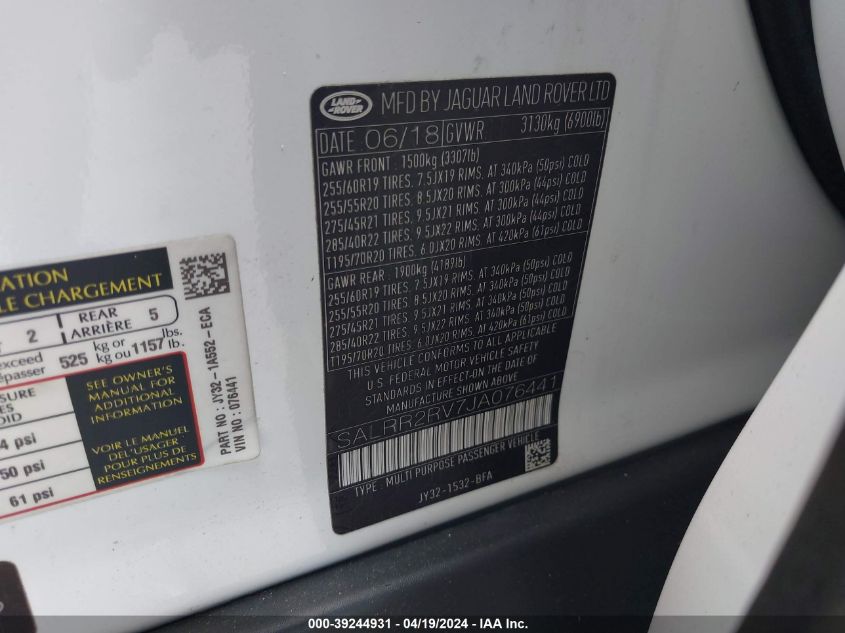 LAND ROVER
MFD BY JAGUAR LAND ROVER LTD
DATE 06/18 GVWR 3130kg (6900lb)
GAWR FRONT : 1500kg (3307lb)
255/60R19 TIRES. 7.5JX19 RIMS. AT 340kPa (50psi) COLD
255/55R20 TIRES. 8.5JX20 RIMS. AT 300kPa (44psi) COLD
275/45R21 TIRES. 9.5JX21 RIMS. AT 300kPa (44psi) COLD
285/40R22 TIRES. 9.5JX22 RIMS. AT 300kPa (44psi) COLD
T195/70R20 TIRES. 6.0JX20 RIMS. AT 420kPa (61psi) COLD
GAWR REAR : 1900kg (4189lb)
255/60R19 TIRES. 7.5JX19 RIMS. AT 340kPa (50psi) COLD
255/55R20 TIRES. 8.5JX20 RIMS. AT 340kPa (50psi) COLD
275/45R21 TIRES. 9.5JX21 RIMS. AT 340kPa (50psi) COLD
285/40R22 TIRES. 9.5JX22 RIMS. AT 340kPa (50psi) COLD
T195/70R20 TIRES. 6.0JX20 RIMS. AT 420kPa (61psi) COLD
THIS VEHICLE CONFORMS TO ALL APPLICABLE
U.S. FEDERAL MOTOR VEHICLE SAFETY
STANDARDS IN EFFECT ON THE DATE OF
MANUFACTURE SHOWN ABOVE.
SALRR2RV7JA076441
TYPE : MULTI PURPOSE PASSENGER VEHICLE
JY32-1532-BFA
LE CHARGEMENT
2 REAR ARRIÈRE 5
exceed
525 kg or kg ou 1157 lbs. lb.
SEE OWNER'S
MANUAL FOR
ADDITIONAL
INFORMATION
VOIR LE MANUEL
DE L'USAGER
POUR PLUS DE
RENSEIGNEMENTS
4 psi
50 psi
61 psi
PART NO : JY32-1A552-ECA
VIN NO : 076441
000-39244931 - 04/19/2024 - IAA Inc.